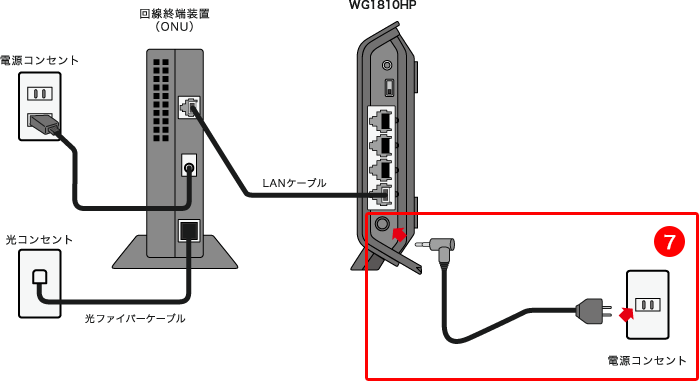 WG1810HP
回線終端装置
(ONU)
電源コンセント
LANケーブル
光コンセント
7
光ファイバーケーブル
電源コンセント